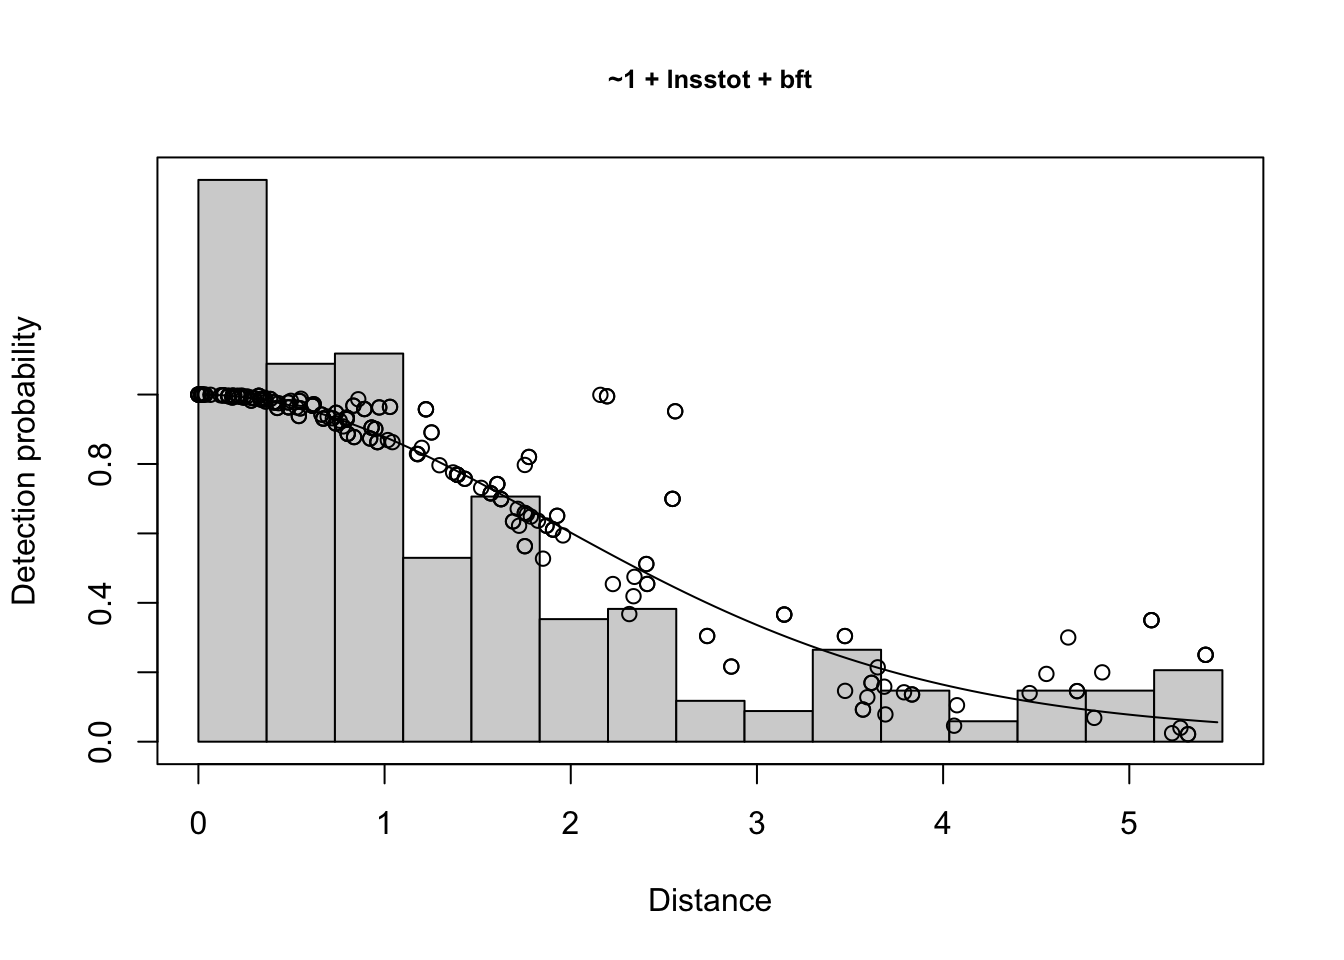 ~1 + lnsstot + bft
Detection probability
0.8
0.4
0.0
0 1 2 3 4 5
Distance